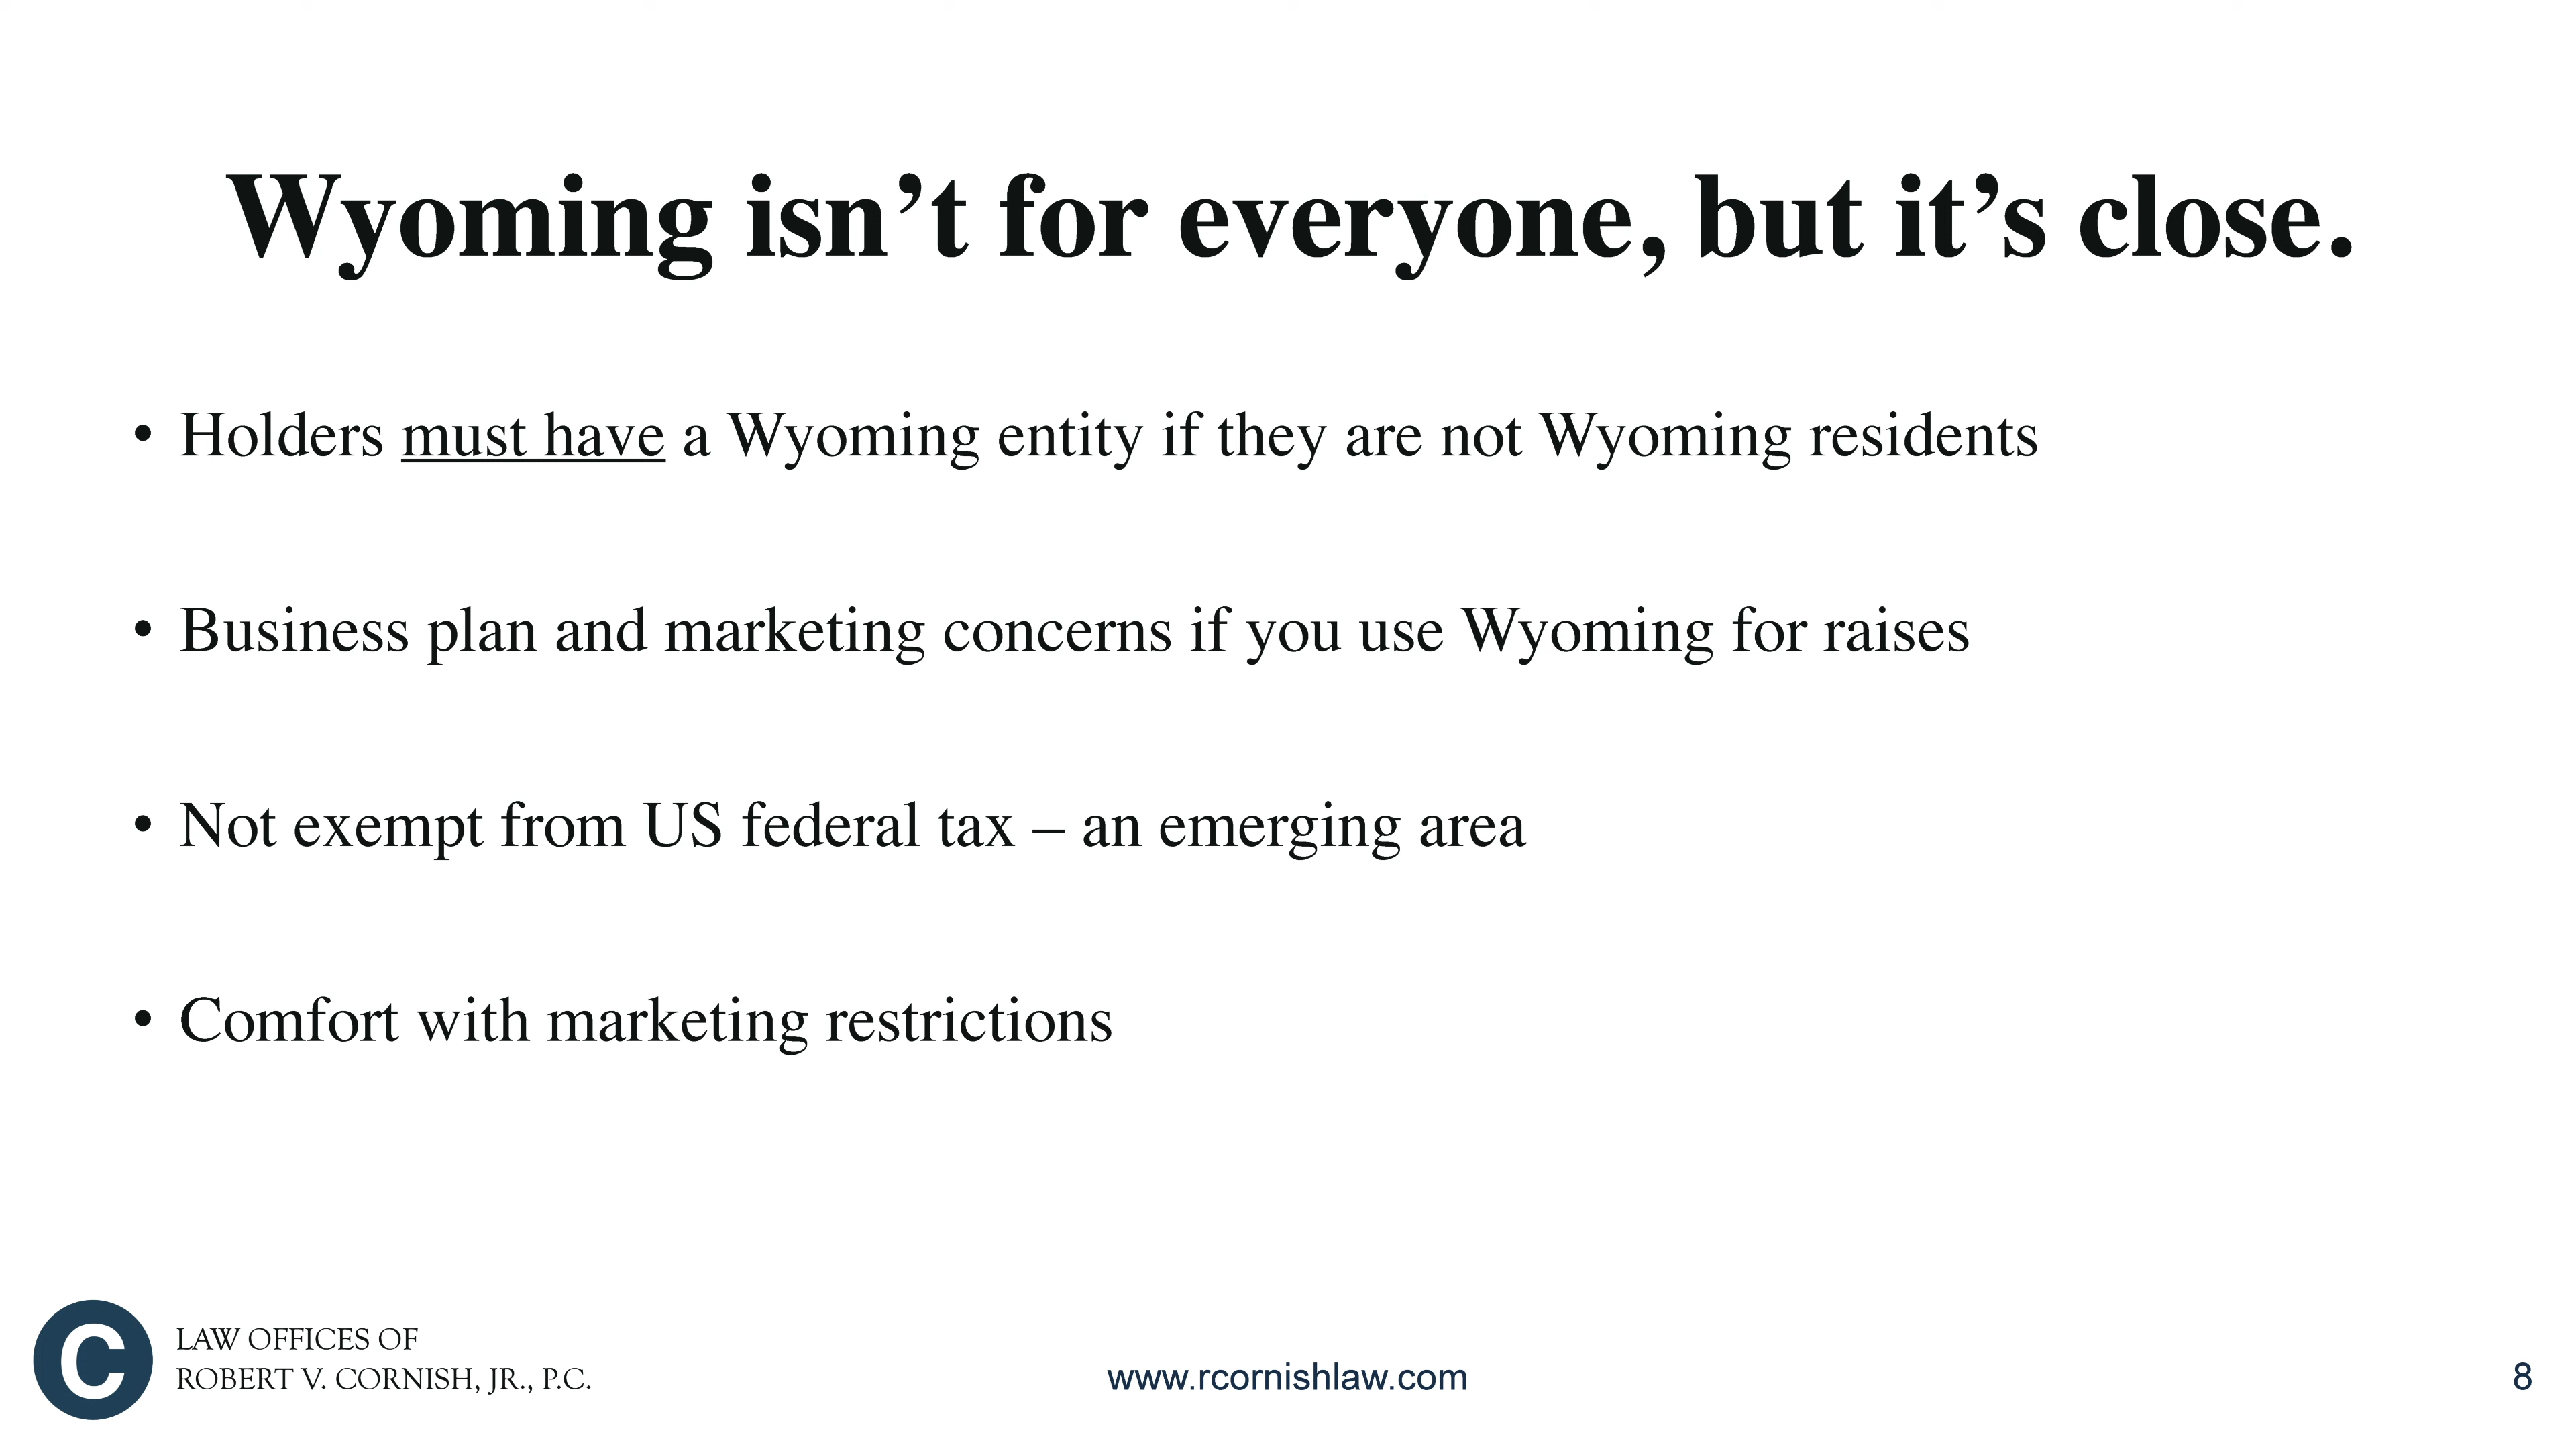 Wyoming isn’t for everyone, but it’s close.
• Holders must have a Wyoming entity if they are not Wyoming residents
• Business plan and marketing concerns if you use Wyoming for raises
• Not exempt from US federal tax – an emerging area
• Comfort with marketing restrictions
C
LAW OFFICES OF
ROBERT V. CORNISH, JR., P.C.
www.rcornishlaw.com
8